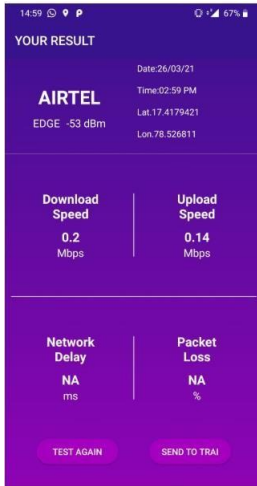 14:59 67%
YOUR RESULT
AIRTEL
EDGE -53 dBm
Date:26/03/21
Time:02:59 PM
Lat.17.4179421
Lon.78.526811
Download
Speed
0.2
Mbps
Upload
Speed
0.14
Mbps
Network
Delay
NA
ms
Packet
Loss
NA
%
TEST AGAIN SEND TO TRAI